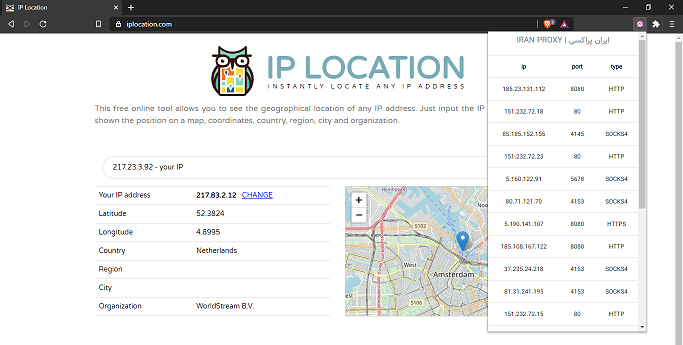 IP Location
iplocation.com
IP LOCATION
INSTANTLY LOCATE ANY IP ADDRESS
This free online tool allows you to see the geographical location of any IP address. Just input the IP
shown the position on a map, coordinates, country, region, city and organization.
217.23.3.92 - your IP
Your IP address 217.83.2.12 CHANGE
Latitude 52.3824
Longitude 4.8995
Country Netherlands
Region
City
Organization WorldStream B.V.
+
−
S102
West
Amsterdam
S106
IRAN PROXY | ایران پراکسی
ip port type
185.23.131.112 8080 HTTP
151.232.72.18 80 HTTP
85.185.152.155 4145 SOCKS4
151.232.72.23 80 HTTP
5.160.122.91 5678 SOCKS4
80.71.121.70 4153 SOCKS4
5.190.141.107 8080 HTTPS
185.108.167.122 8080 HTTP
37.235.24.218 4153 SOCKS4
81.31.241.195 4153 SOCKS4
151.232.72.15 80 HTTP